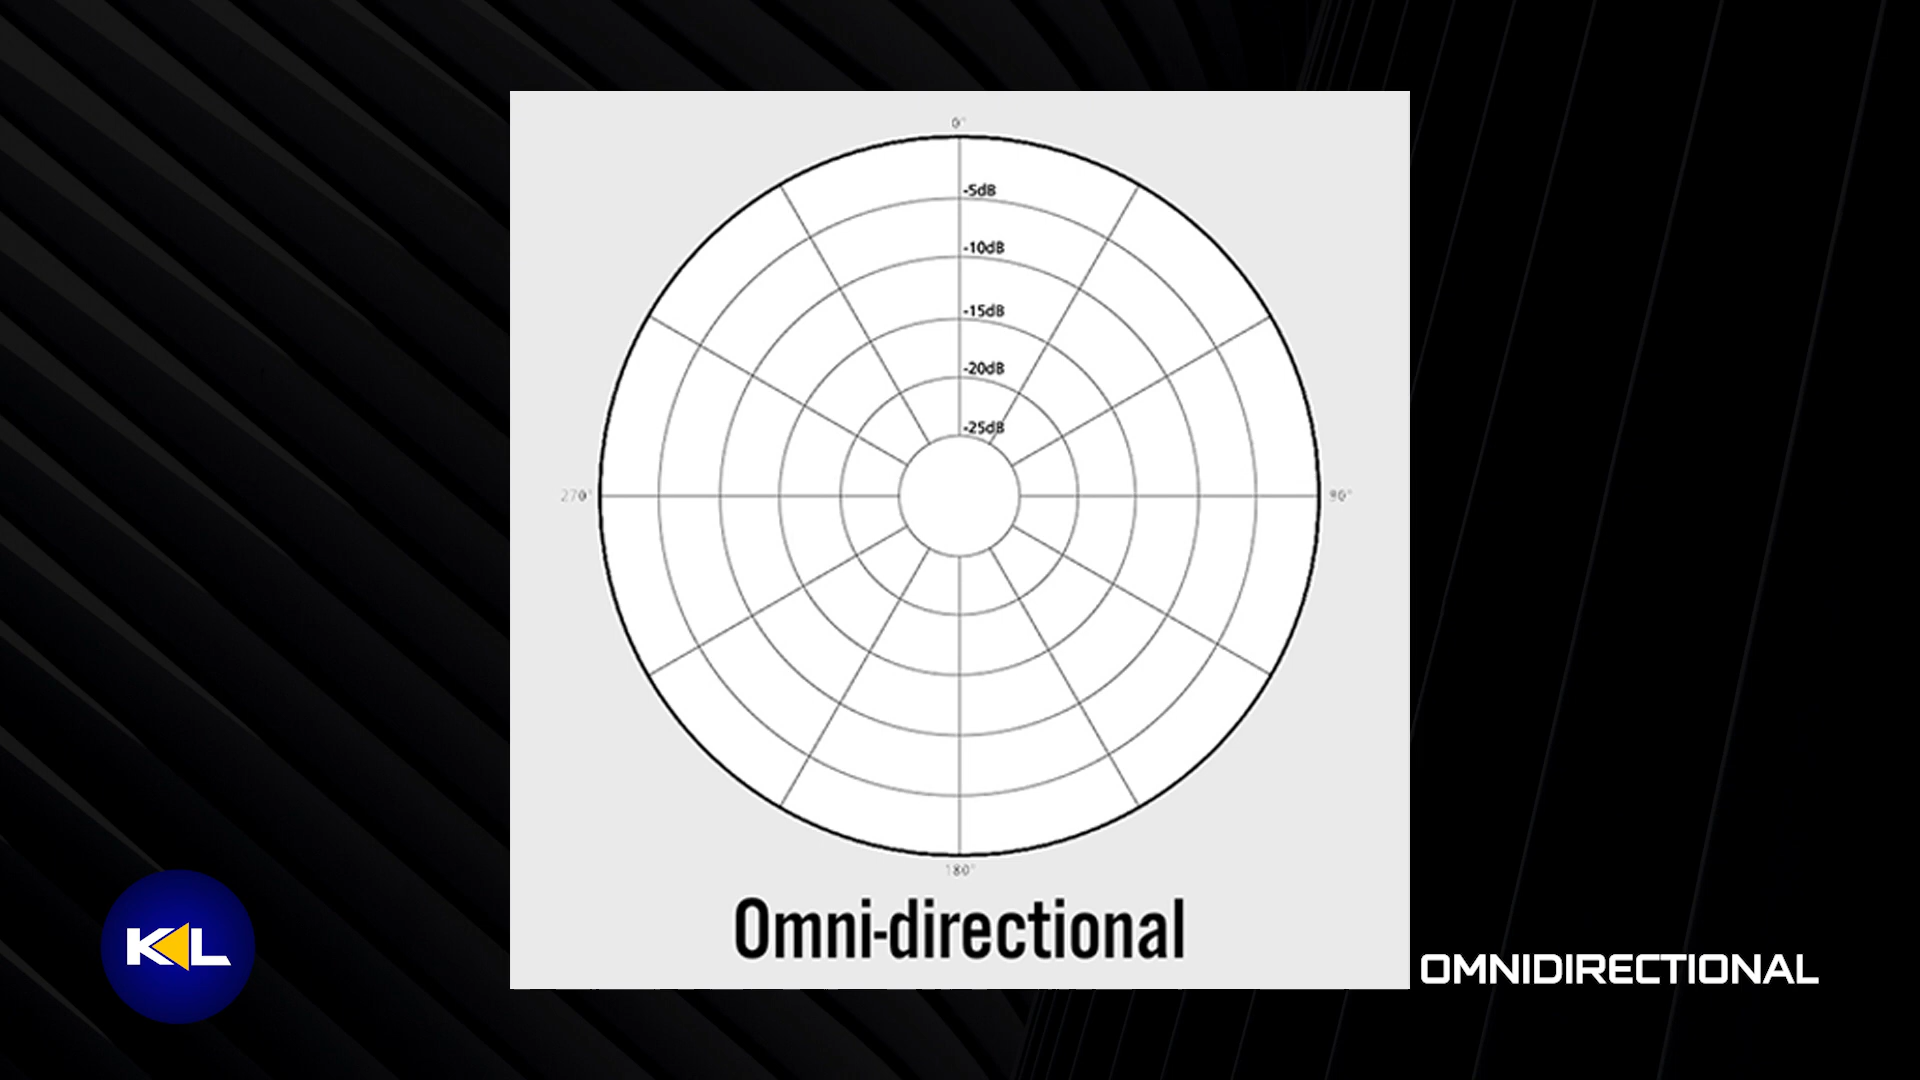 0°
-5dB
-10dB
-15dB
-20dB
-25dB
270°
90°
180°
Omni-directional
KL
OMNIDIRECTIONAL